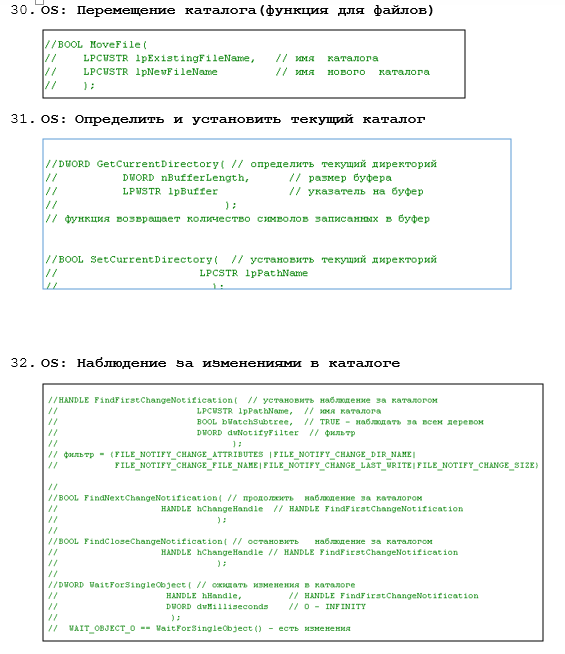 30. OS: Перемещение каталога(функция для файлов)
//BOOL MoveFile(
// LPCWSTR lpExistingFileName, // имя каталога
// LPCWSTR lpNewFileName // имя нового каталога
// );
31. OS: Определить и установить текущий каталог
//DWORD GetCurrentDirectory( // определить текущий директорий
// DWORD nBufferLength, // размер буфера
// LPWSTR lpBuffer // указатель на буфер
// );
// функция возвращает количество символов записанных в буфер
//BOOL SetCurrentDirectory( // установить текущий директорий
// LPCSTR lpPathName
// );
32. OS: Наблюдение за изменениями в каталоге
//HANDLE FindFirstChangeNotification( // установить наблюдение за каталогом
// LPCWSTR lpPathName, // имя каталога
// BOOL bWatchSubtree, // TRUE - наблюдать за всем деревом
// DWORD dwNotifyFilter // фильтр
// );
// фильтр = (FILE_NOTIFY_CHANGE_ATTRIBUTES |FILE_NOTIFY_CHANGE_DIR_NAME|
// FILE_NOTIFY_CHANGE_FILE_NAME|FILE_NOTIFY_CHANGE_LAST_WRITE|FILE_NOTIFY_CHANGE_SIZE)
//
//BOOL FindNextChangeNotification( // продолжить наблюдение за каталогом
// HANDLE hChangeHandle // HANDLE FindFirstChangeNotification
// );
//
//BOOL FindCloseChangeNotification( // остановить наблюдение за каталогом
// HANDLE hChangeHandle // HANDLE FindFirstChangeNotification
// );
//
//DWORD WaitForSingleObject( // ожидать изменения в каталоге
// HANDLE hHandle, // HANDLE FindFirstChangeNotification
// DWORD dwMilliseconds // 0 - INFINITY
// );
// WAIT_OBJECT_0 == WaitForSingleObject() - есть изменения